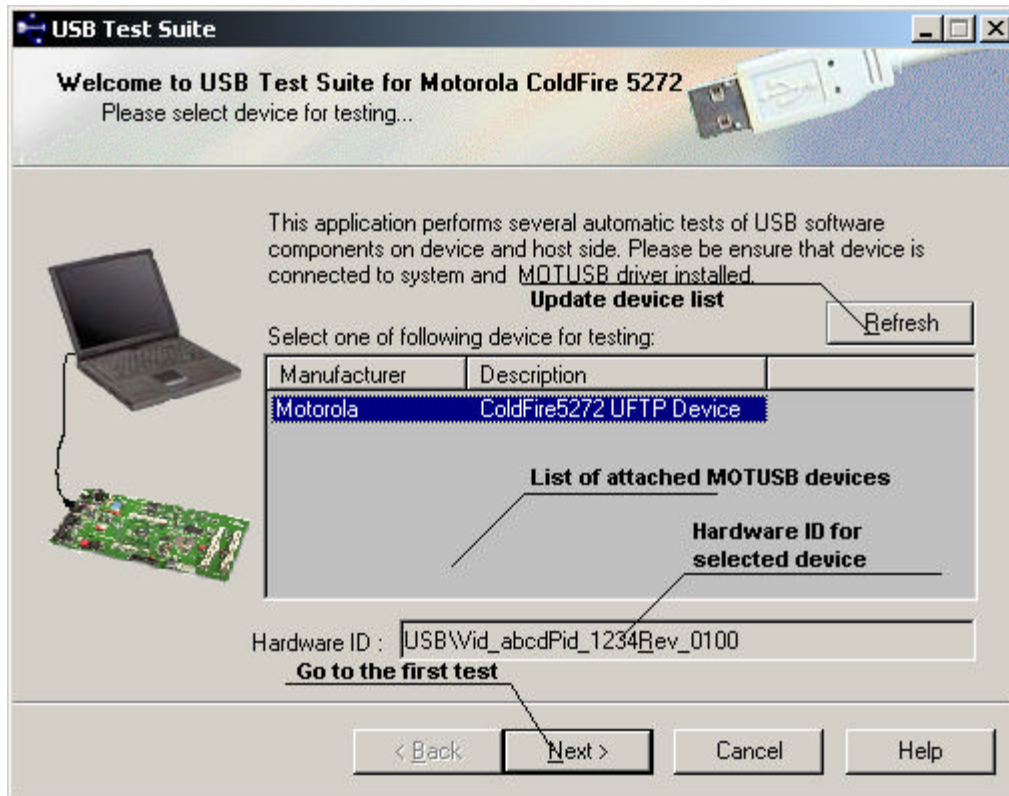 USB Test Suite
Welcome to USB Test Suite for Motorola ColdFire 5272
Please select device for testing...
This application performs several automatic tests of USB software
components on device and host side. Please be ensure that device is
connected to system and MOTUSB driver installed.
Update device list
Refresh
Select one of following device for testing:
Manufacturer Description
Motorola ColdFire5272 UFTP Device
List of attached MOTUSB devices
Hardware ID for
selected device
Hardware ID : USB\Vid_abcdPid_1234Rev_0100
Go to the first test
< Back Next > Cancel Help